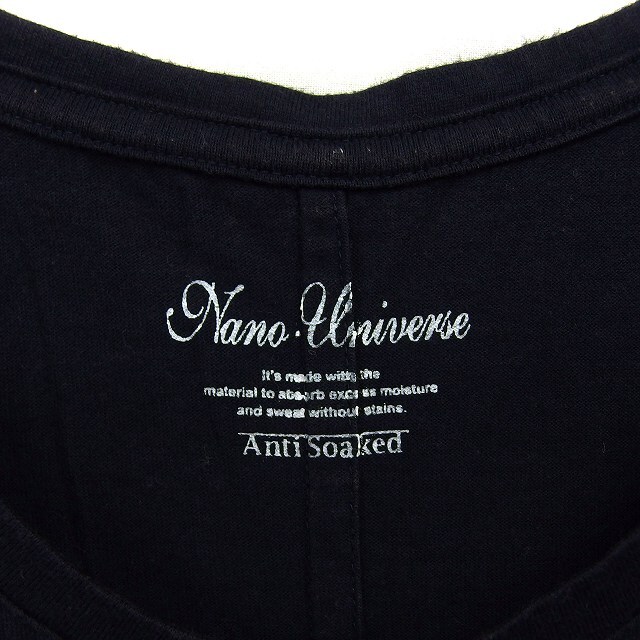 Nano·Universe
It's made with the
material to absorb excess moisture
and sweat without stains.
Anti Soaked